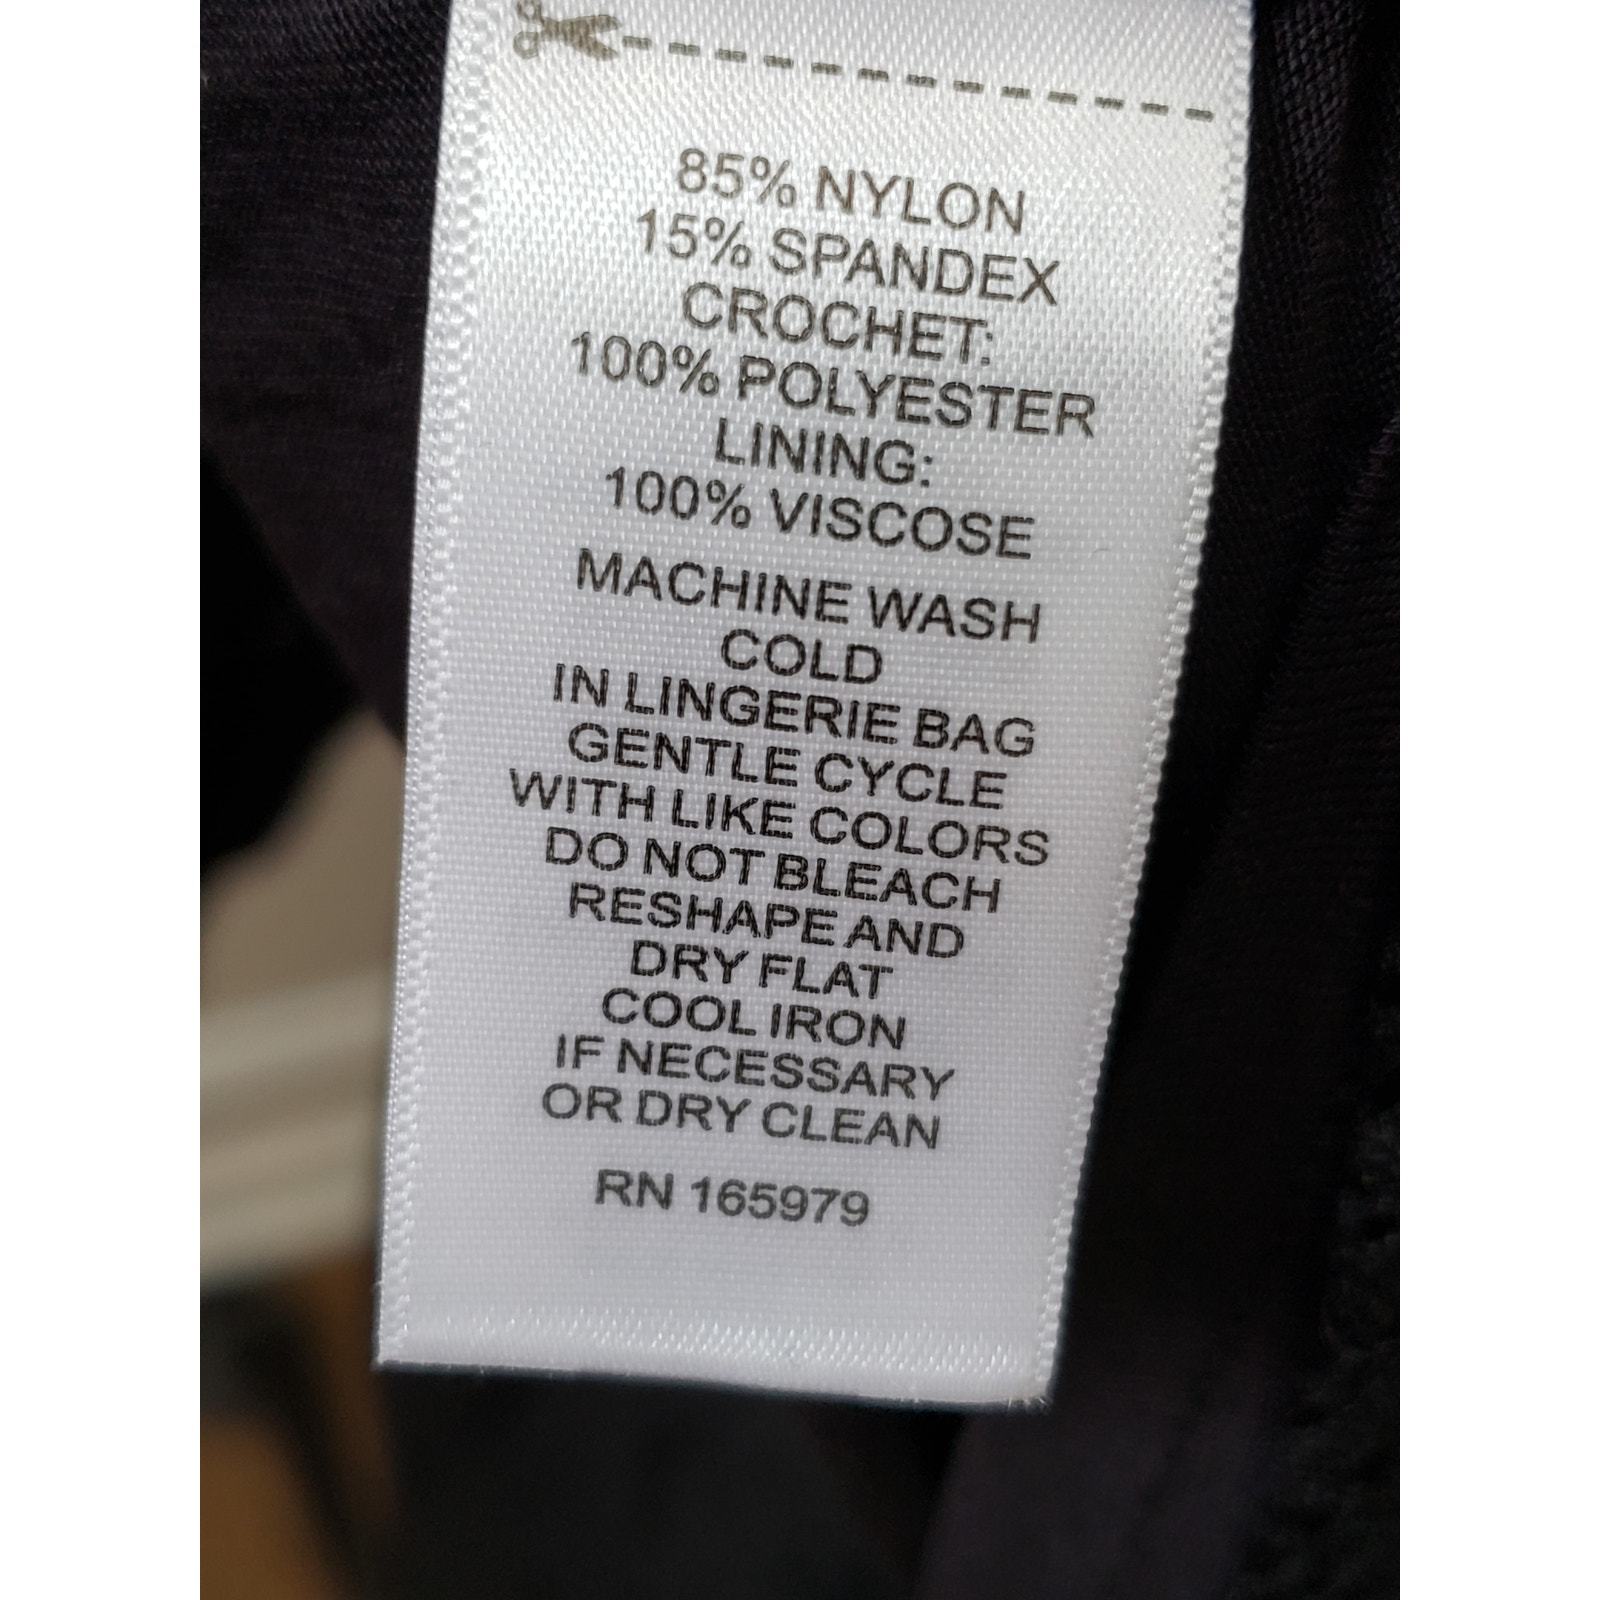 85% NYLON
15% SPANDEX
CROCHET:
100% POLYESTER
LINING:
100% VISCOSE
MACHINE WASH
COLD
IN LINGERIE BAG
GENTLE CYCLE
WITH LIKE COLORS
DO NOT BLEACH
RESHAPE AND
DRY FLAT
COOL IRON
IF NECESSARY
OR DRY CLEAN
RN 165979